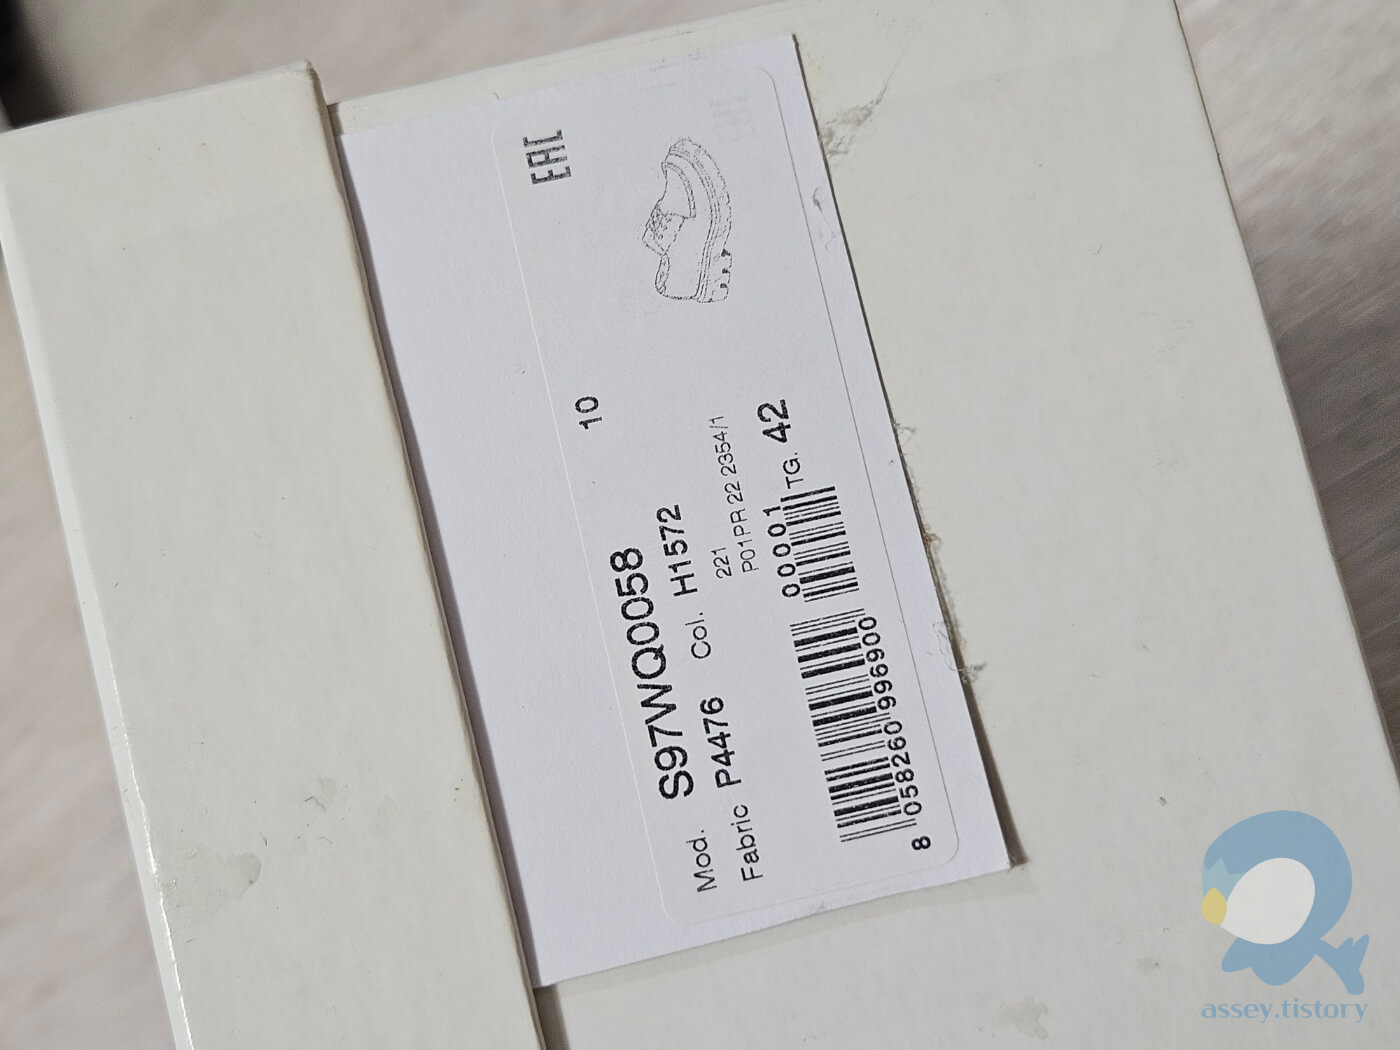 EAC
10
Mod. S97WQ0058
Fabric P4476 Col. H1572
221
P01PR 22 2354/1
00001 TG. 42
8 058260 996900
assey.tistory